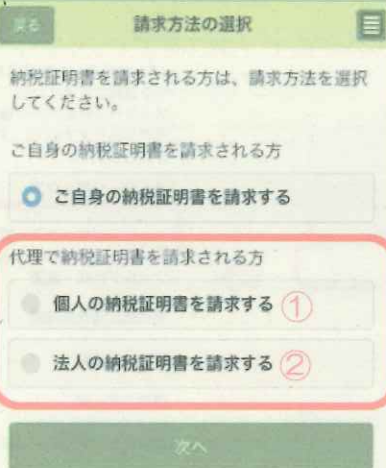 戻る
請求方法の選択
納税証明書を請求される方は、請求方法を選択
してください。
ご自身の納税証明書を請求される方
ご自身の納税証明書を請求する
代理で納税証明書を請求される方
個人の納税証明書を請求する ①
法人の納税証明書を請求する ②
次へ